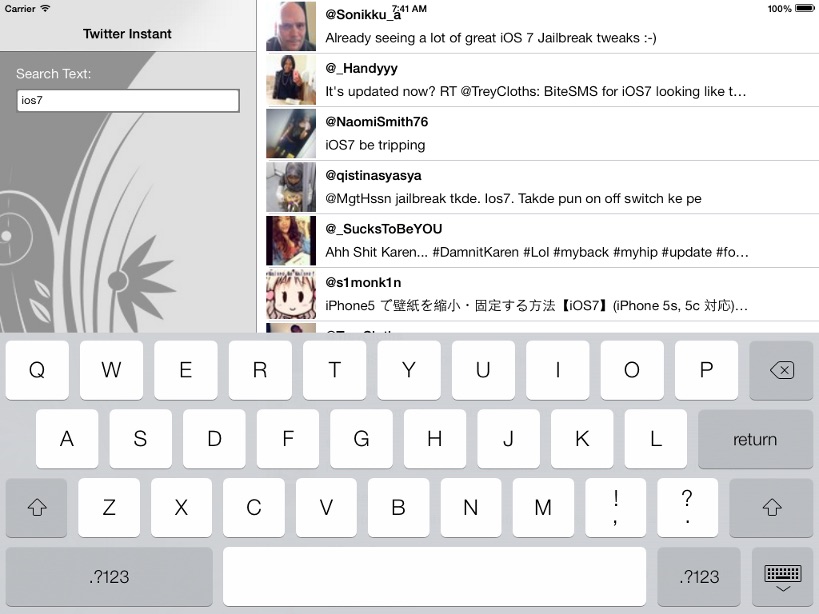 Carrier
7:41 AM
100%
Twitter Instant
Search Text:
ios7
@Sonikku_a
Already seeing a lot of great iOS 7 Jailbreak tweaks :-)
@_Handyyy
It's updated now? RT @TreyCloths: BiteSMS for iOS7 looking like t…
@NaomiSmith76
iOS7 be tripping
@qistinasyasya
@MgtHssn jailbreak tkde. Ios7. Takde pun on off switch ke pe
@_SucksToBeYOU
Ahh Shit Karen... #DamnitKaren #Lol #myback #myhip #update #fo…
@s1monk1n
iPhone5 で壁紙を縮小・固定する方法【iOS7】(iPhone 5s, 5c 対応)…
Q W E R T Y U I O P
A S D F G H J K L return
Z X C V B N M ! , ? .
.?123 .?123